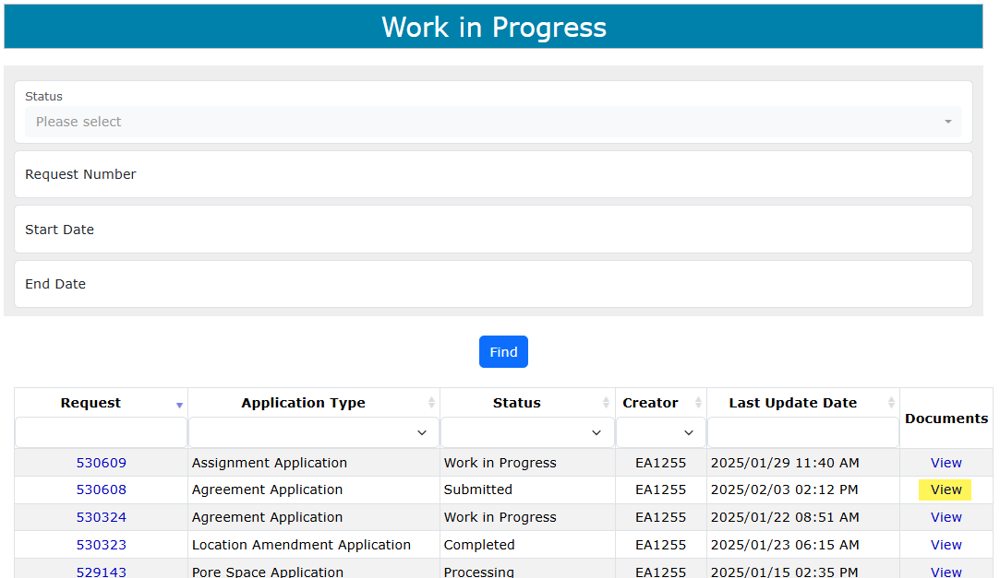 Work in Progress
Status
Please select
Request Number
Start Date
End Date
Find
Request Application Type Status Creator Last Update Date Documents
530609 Assignment Application Work in Progress EA1255 2025/01/29 11:40 AM View
530608 Agreement Application Submitted EA1255 2025/02/03 02:12 PM View
530324 Agreement Application Work in Progress EA1255 2025/01/22 08:51 AM View
530323 Location Amendment Application Completed EA1255 2025/01/23 06:15 AM View
529143 Pore Space Application Processing EA1255 2025/01/15 02:35 PM View